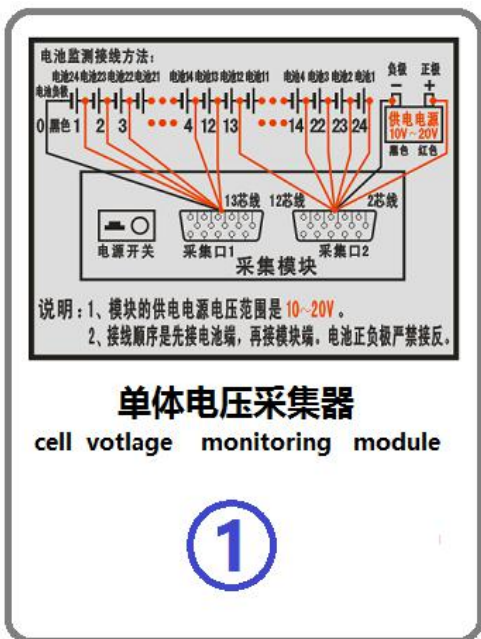 电池监测接线方法:
电池24电池23电池22电池21 电池14电池13电池12电池11 电池4电池3电池2电池1 负极 正极
电池负极 − +
供电电源
10V~20V
0 黑色 1 2 3 4 12 13 14 22 23 24
黑色 红色
13芯线 12芯线 2芯线
电源开关 采集口1 采集口2
采集模块
说明:1、模块的供电电源电压范围是10~20V。
2、接线顺序是先接电池端,再接模块端。电池正负极严禁接反。
单体电压采集器
cell votlage monitoring module
1